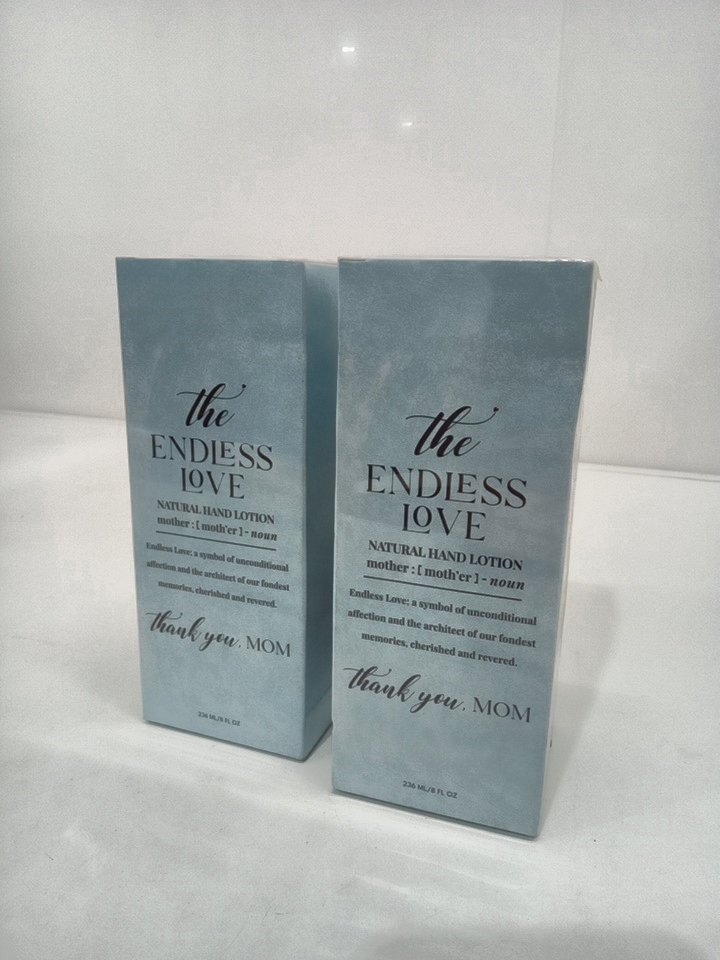 the
ENDLESS
LOVE
NATURAL HAND LOTION
mother : [ moth'er ] - noun
Endless Love: a symbol of unconditional
affection and the architect of our fondest
memories, cherished and revered.
thank you, MOM
236 ML/8 FL OZ
the
ENDLESS
LOVE
NATURAL HAND LOTION
mother : [ moth'er ] - noun
Endless Love: a symbol of unconditional
affection and the architect of our fondest
memories, cherished and revered.
thank you, MOM
236 ML/8 FL OZ